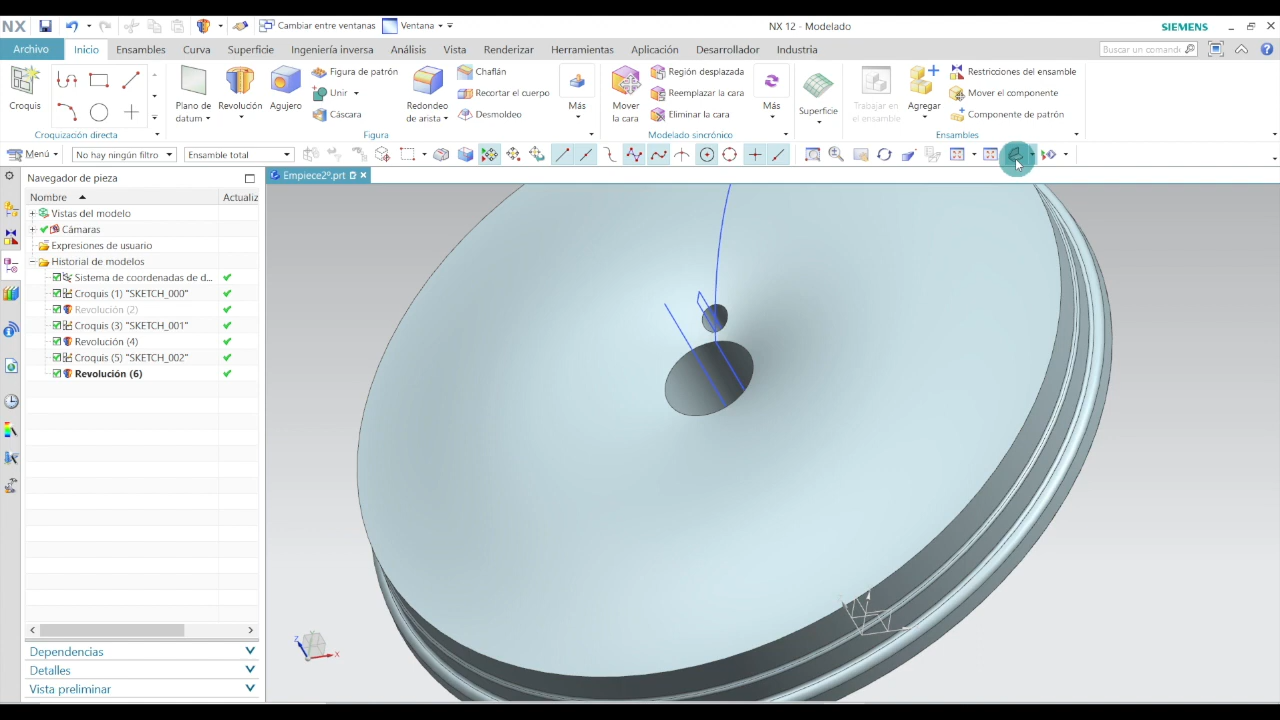 NX Cambiar entre ventanas Ventana NX 12 - Modelado SIEMENS
Archivo Inicio Ensambles Curva Superficie Ingeniería inversa Análisis Vista Renderizar Herramientas Aplicación Desarrollador Industria Buscar un comando
Croquis
Plano de datum
Revolución
Agujero
Figura de patrón
Unir
Cáscara
Redondeo de arista
Chaflán
Recortar el cuerpo
Desmoldeo
Más
Mover la cara
Región desplazada
Reemplazar la cara
Eliminar la cara
Más
Superficie
Trabajar en el ensamble
Agregar
Restricciones del ensamble
Mover el componente
Componente de patrón
Croquización directa Figura Modelado sincrónico Ensambles
Menú No hay ningún filtro Ensamble total
Navegador de pieza
Empiece2º.prt
Nombre Actualiz
Vistas del modelo
Cámaras
Expresiones de usuario
Historial de modelos
Sistema de coordenadas de d...
Croquis (1) "SKETCH_000"
Revolución (2)
Croquis (3) "SKETCH_001"
Revolución (4)
Croquis (5) "SKETCH_002"
Revolución (6)
Dependencias
Detalles
Vista preliminar
Z Y X